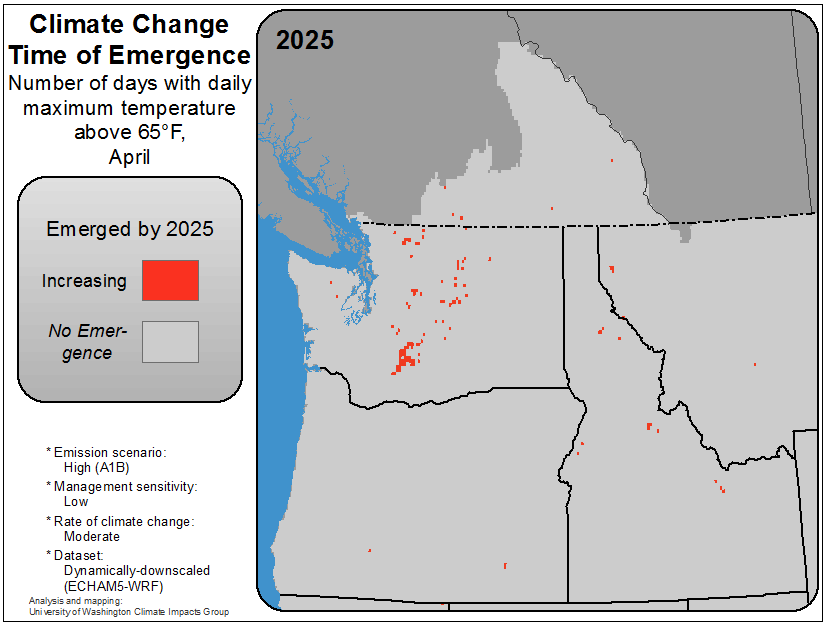 Climate Change
Time of Emergence
Number of days with daily
maximum temperature
above 65°F,
April
2025
Emerged by 2025
Increasing
No Emer-
gence
* Emission scenario:
High (A1B)
* Management sensitivity:
Low
* Rate of climate change:
Moderate
* Dataset:
Dynamically-downscaled
(ECHAM5-WRF)
Analysis and mapping:
University of Washington Climate Impacts Group